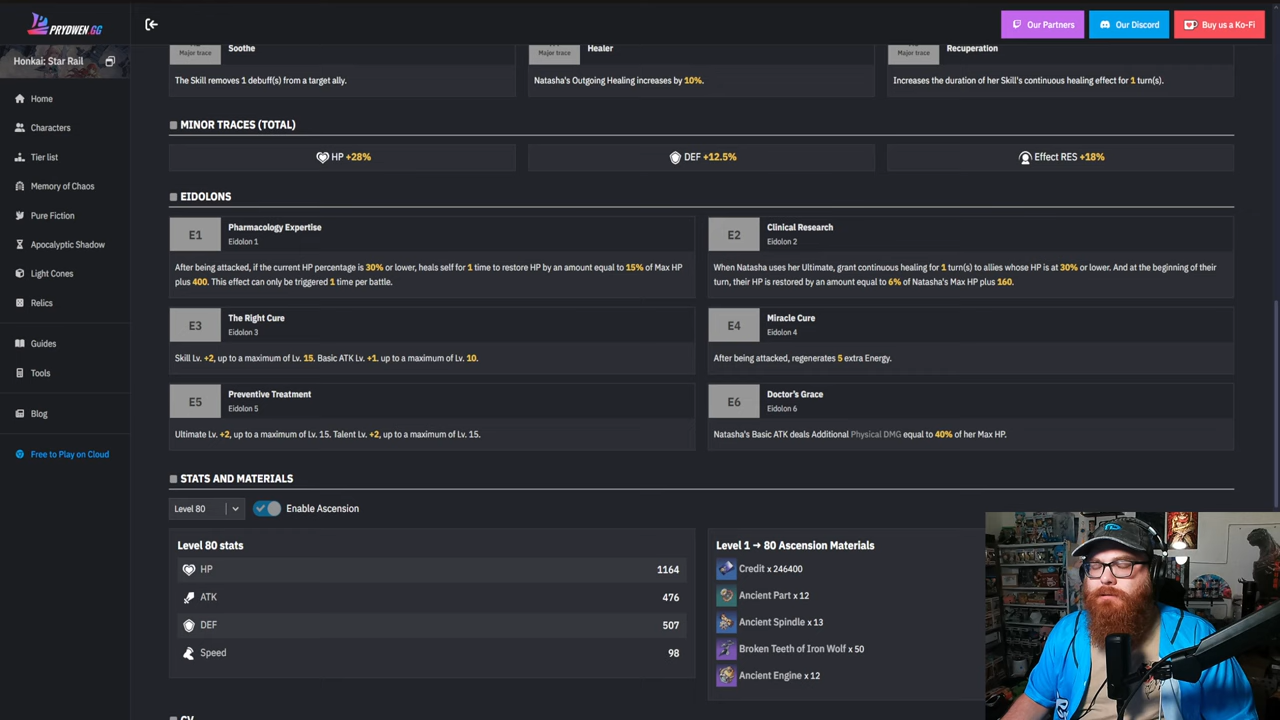 PRYDWEN.GG
Our Partners
Our Discord
Buy us a Ko-Fi
Honkai: Star Rail
Home
Characters
Tier list
Memory of Chaos
Pure Fiction
Apocalyptic Shadow
Light Cones
Relics
Guides
Tools
Blog
Free to Play on Cloud
Major trace
Soothe
The Skill removes 1 debuff(s) from a target ally.
Major trace
Healer
Natasha's Outgoing Healing increases by 10%.
Major trace
Recuperation
Increases the duration of her Skill's continuous healing effect for 1 turn(s).
MINOR TRACES (TOTAL)
HP +28%
DEF +12.5%
Effect RES +18%
EIDOLONS
E1
Pharmacology Expertise
Eidolon 1
After being attacked, if the current HP percentage is 30% or lower, heals self for 1 time to restore HP by an amount equal to 15% of Max HP
plus 400. This effect can only be triggered 1 time per battle.
E2
Clinical Research
Eidolon 2
When Natasha uses her Ultimate, grant continuous healing for 1 turn(s) to allies whose HP is at 30% or lower. And at the beginning of their
turn, their HP is restored by an amount equal to 6% of Natasha's Max HP plus 160.
E3
The Right Cure
Eidolon 3
Skill Lv. +2, up to a maximum of Lv. 15. Basic ATK Lv. +1. up to a maximum of Lv. 10.
E4
Miracle Cure
Eidolon 4
After being attacked, regenerates 5 extra Energy.
E5
Preventive Treatment
Eidolon 5
Ultimate Lv. +2, up to a maximum of Lv. 15. Talent Lv. +2, up to a maximum of Lv. 15.
E6
Doctor's Grace
Eidolon 6
Natasha's Basic ATK deals Additional Physical DMG equal to 40% of her Max HP.
STATS AND MATERIALS
Level 80
Enable Ascension
Level 80 stats
HP 1164
ATK 476
DEF 507
Speed 98
Level 1 → 80 Ascension Materials
Credit x 246400
Ancient Part x 12
Ancient Spindle x 13
Broken Teeth of Iron Wolf x 50
Ancient Engine x 12